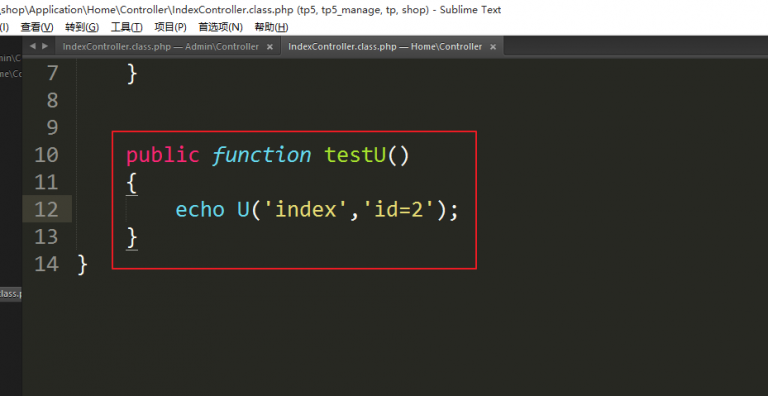 _shop\Application\Home\Controller\IndexController.class.php (tp5, tp5_manage, tp, shop) - Sublime Text
(I) 查看(V) 转到(G) 工具(T) 项目(P) 首选项(N) 帮助(H)
IndexController.class.php — Admin\Controller × IndexController.class.php — Home\Controller ×
min\C
me\Co
7 }
8
9
10 public function testU()
11 {
12 echo U('index','id=2');
13 }
14 }
class.p